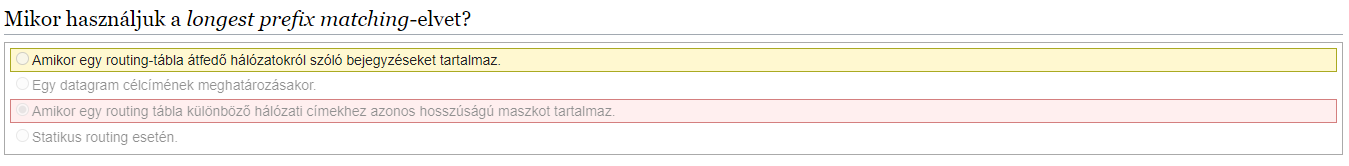 Mikor használjuk a longest prefix matching-elvet?
Amikor egy routing-tábla átfedő hálózatokról szóló bejegyzéseket tartalmaz.
Egy datagram célcímének meghatározásakor.
Amikor egy routing tábla különböző hálózati címekhez azonos hosszúságú maszkot tartalmaz.
Statikus routing esetén.